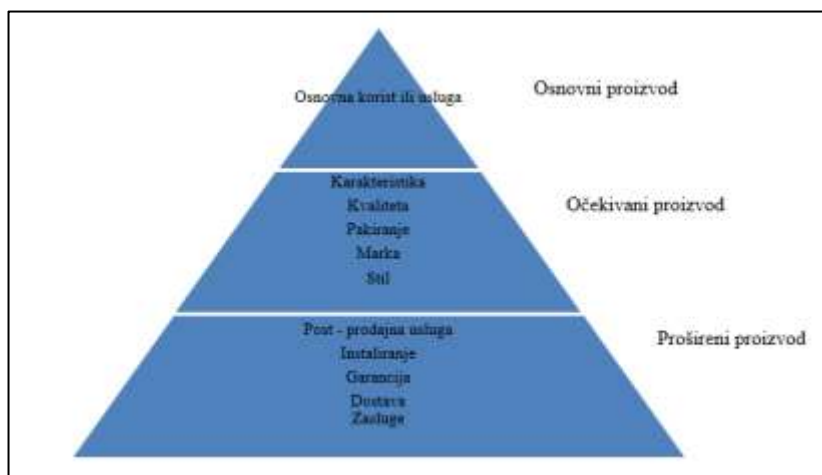 Osnovna korist ili usluga
Osnovni proizvod
Karakteristika
Kvaliteta
Pakiranje
Marka
Stil
Očekivani proizvod
Post - prodajna usluga
Instaliranje
Garancija
Dostava
Zasluge
Prošireni proizvod